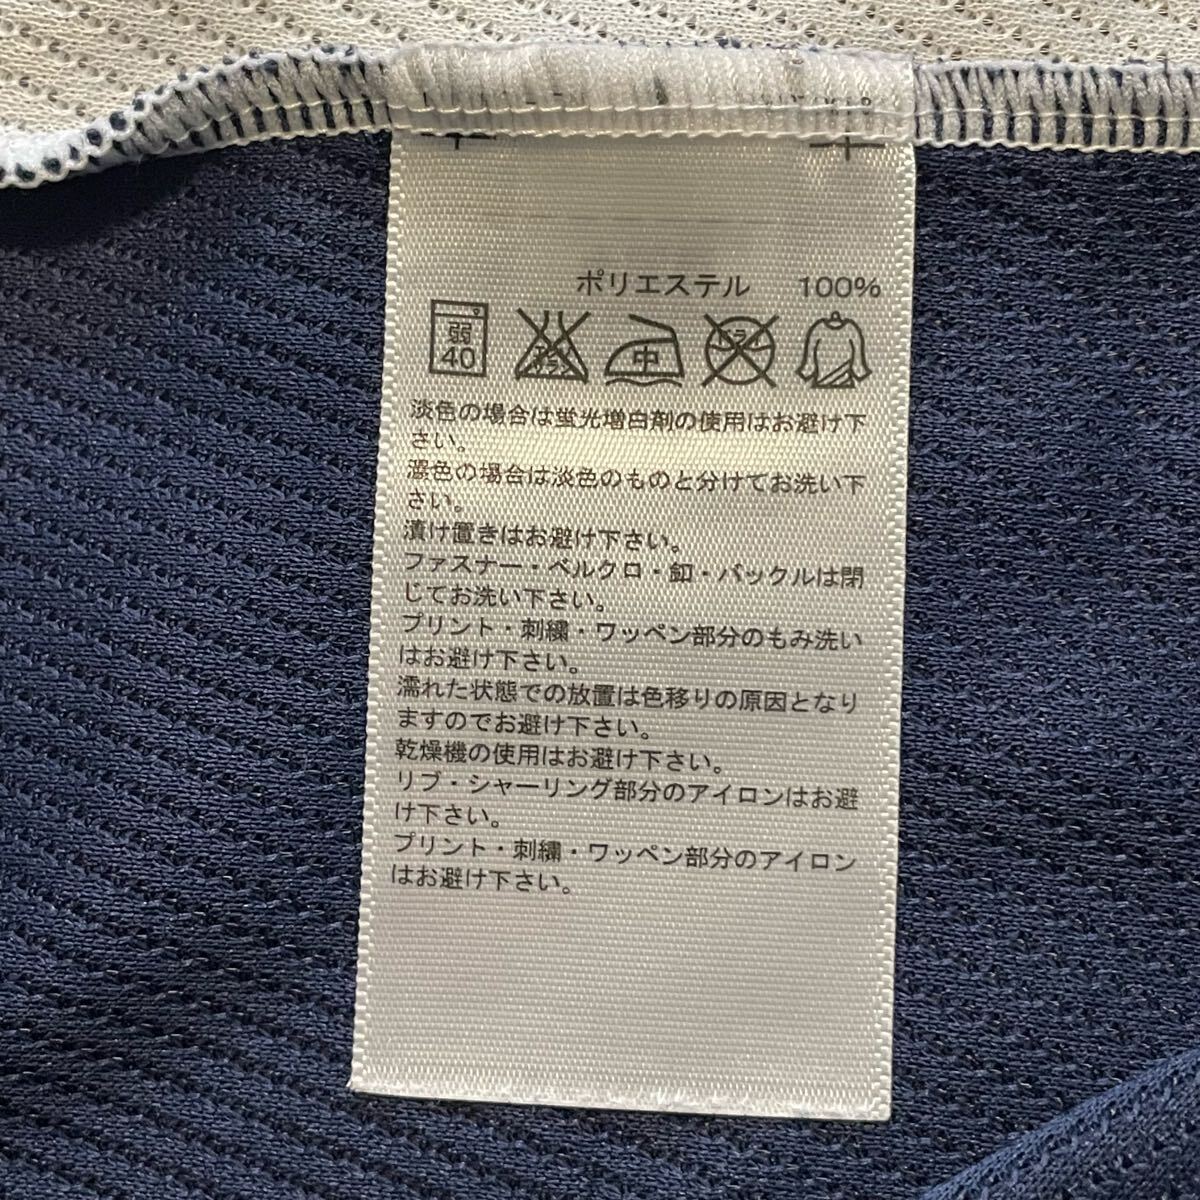 ポリエステル 100%
弱
40
中
ドライ
淡色の場合は蛍光増白剤の使用はお避け下
さい。
濃色の場合は淡色のものと分けてお洗い下
さい。
漬け置きはお避け下さい。
ファスナー・ベルクロ・釦・バックルは閉
じてお洗い下さい。
プリント・刺繍・ワッペン部分のもみ洗い
はお避け下さい。
濡れた状態での放置は色移りの原因となり
ますのでお避け下さい。
乾燥機の使用はお避け下さい。
リブ・シャーリング部分のアイロンはお避
け下さい。
プリント・刺繍・ワッペン部分のアイロン
はお避け下さい。